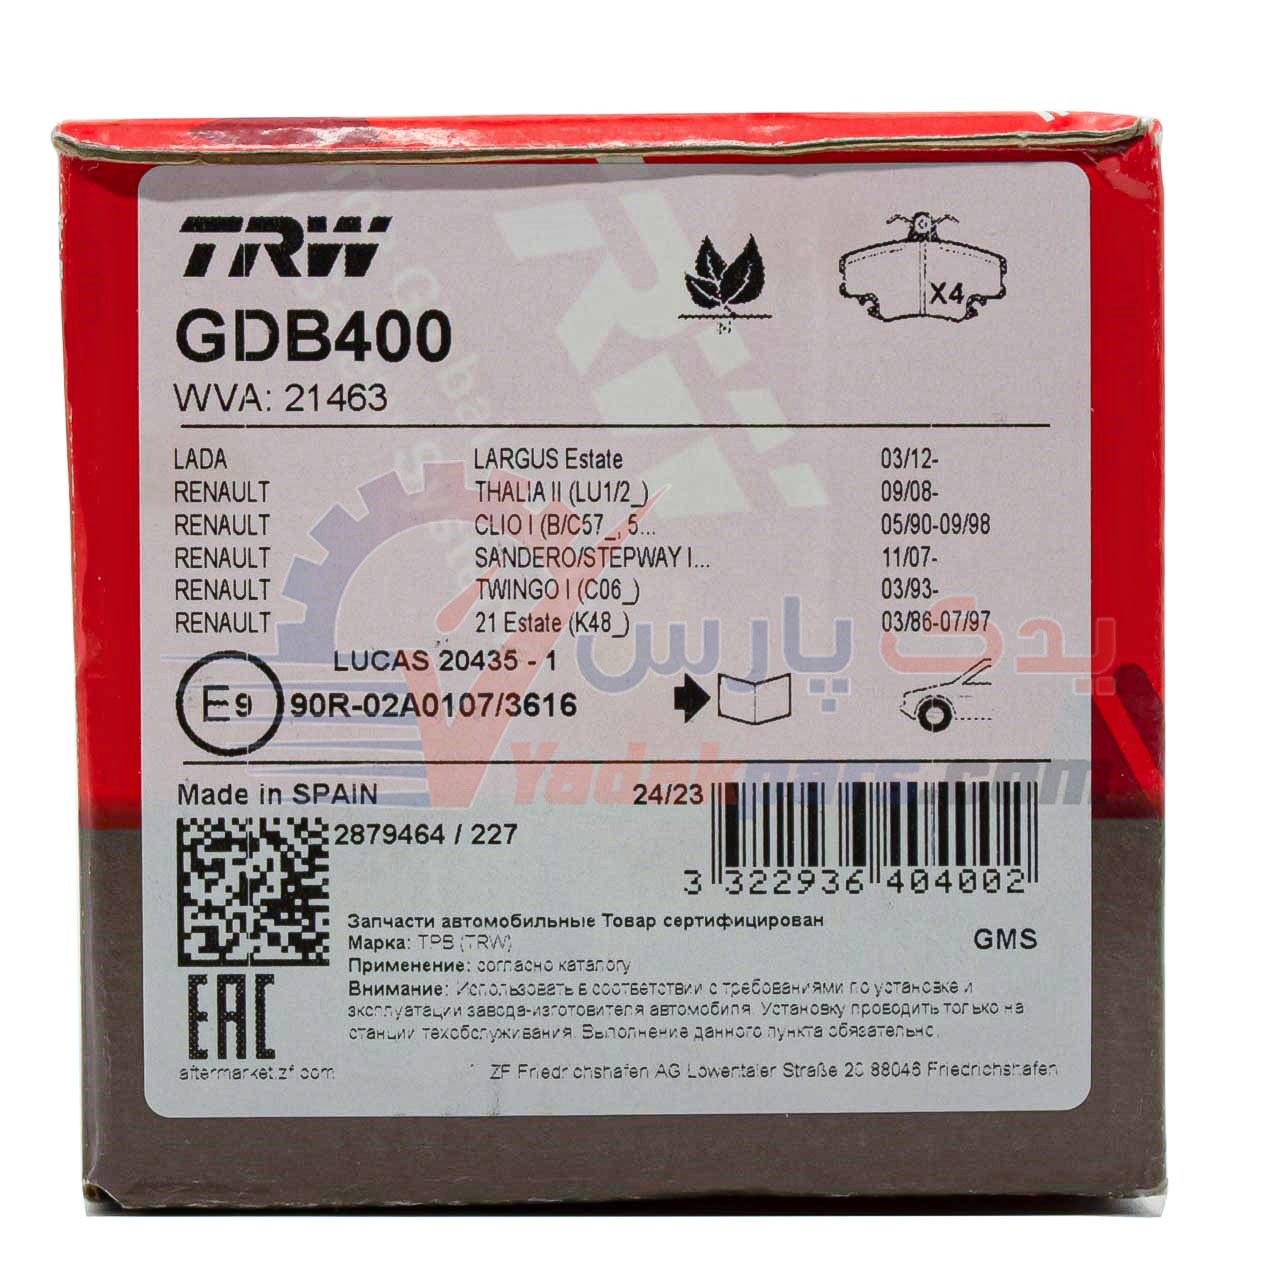 TRW
GDB400
WVA: 21463
X4
LADA LARGUS Estate 03/12-
RENAULT THALIA II (LU1/2_) 09/08-
RENAULT CLIO I (B/C57_, 5... 05/90-09/98
RENAULT SANDERO/STEPWAY I... 11/07-
RENAULT TWINGO I (C06_) 03/93-
RENAULT 21 Estate (K48_) 03/86-07/97
یدک پارس
LUCAS 20435 - 1
E9 90R-02A0107/3616
Yadakpars.com
Made in SPAIN 24/23
2879464 / 227
3 322936 404002
Запчасти автомобильные Товар сертифицирован
Марка: ТРВ (TRW)
GMS
Применение: согласно каталогу
Внимание: Использовать в соответствии с требованиями по установке и
эксплуатации завода-изготовителя автомобиля. Установку проводить только на
станции техобслуживания. Выполнение данного пункта обязательно.
EAC
aftermarket.zf.com ZF Friedrichshafen AG Löwentaler Straße 20 88046 Friedrichshafen